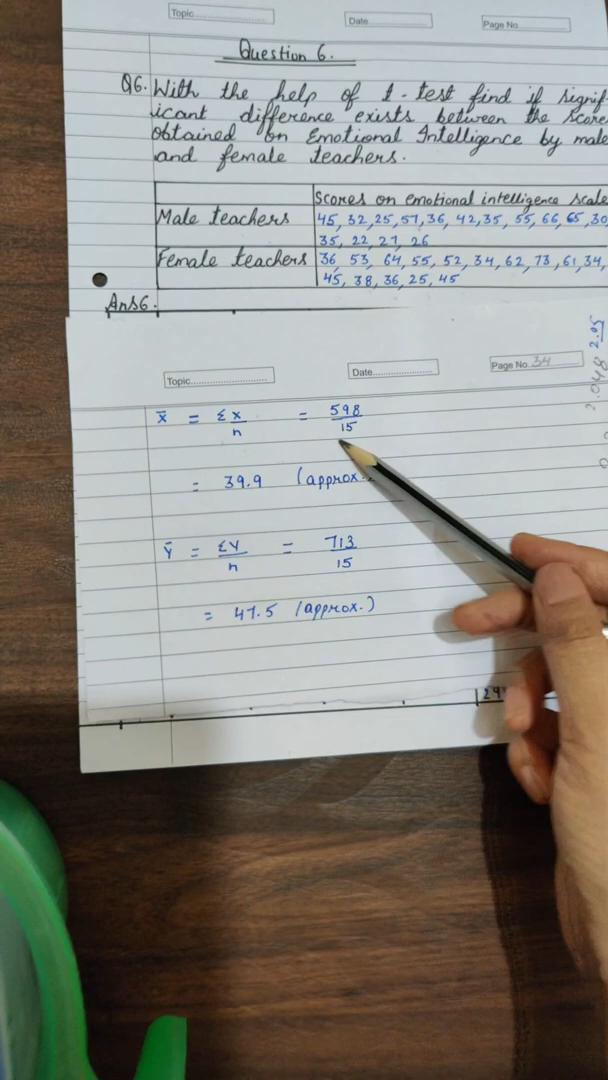 Topic
Date
Page No
Question 6.
Q6. With the help of t-test find if signif-
icant difference exists between the score
obtained on Emotional Intelligence by male
and female teachers.
Scores on emotional intelligence scale
Male teachers 45, 32, 25, 57, 36, 42, 35, 55, 66, 65, 30,
35, 22, 27, 26
Female teachers 36, 53, 64, 55, 52, 34, 62, 73, 61, 34,
45, 38, 36, 25, 45
Ans6.
Topic
Date
Page No. 34
2.048 2.05
X̄ = Σx/n = 598/15
= 39.9 (approx.
Ȳ = ΣY/n = 713/15
= 47.5 (approx.)